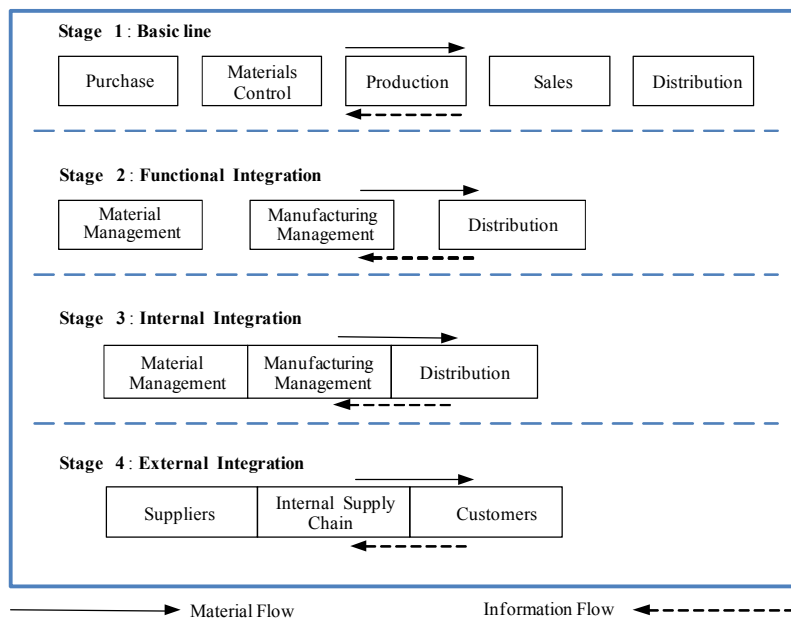 Stage 1 : Basic line
Purchase
Materials
Control
Production
Sales
Distribution
Stage 2 : Functional Integration
Material
Management
Manufacturing
Management
Distribution
Stage 3 : Internal Integration
Material
Management
Manufacturing
Management
Distribution
Stage 4 : External Integration
Suppliers
Internal Supply
Chain
Customers
Material Flow
Information Flow